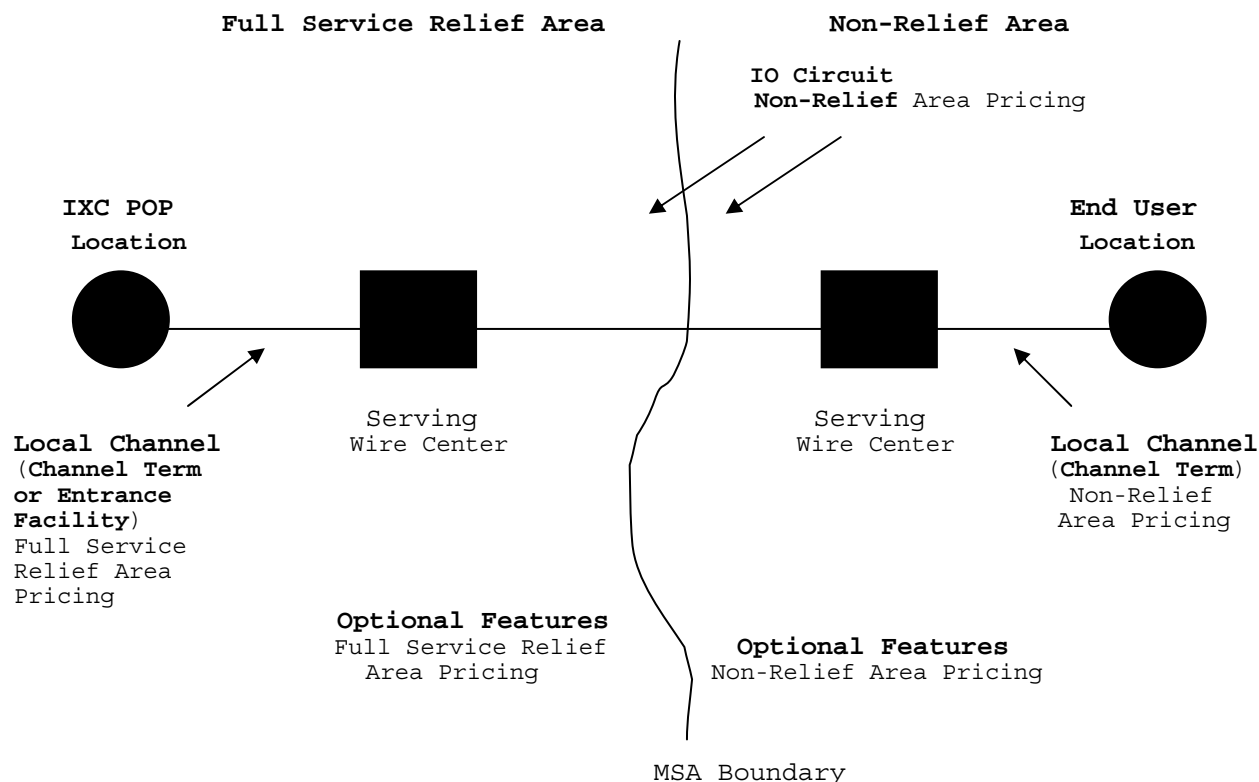 Full Service Relief Area
Non-Relief Area
IO Circuit
Non-Relief Area Pricing
IXC POP
Location
End User
Location
Serving
Wire Center
Serving
Wire Center
Local Channel
(Channel Term
or Entrance
Facility)
Full Service
Relief Area
Pricing
Local Channel
(Channel Term)
Non-Relief
Area Pricing
Optional Features
Full Service Relief
Area Pricing
Optional Features
Non-Relief Area Pricing
MSA Boundary